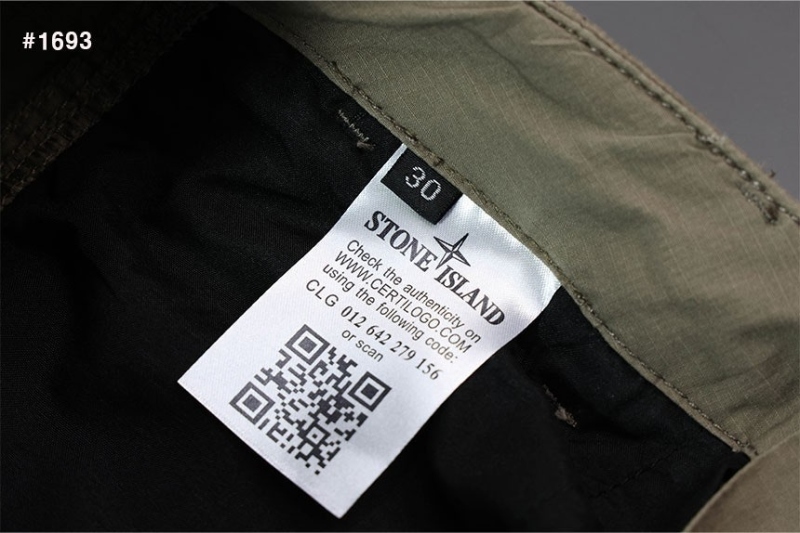 #1693
30
STONE ISLAND
Check the authenticity on
WWW.CERTILOGO.COM
using the following code:
CLG 012 642 279 156
or scan